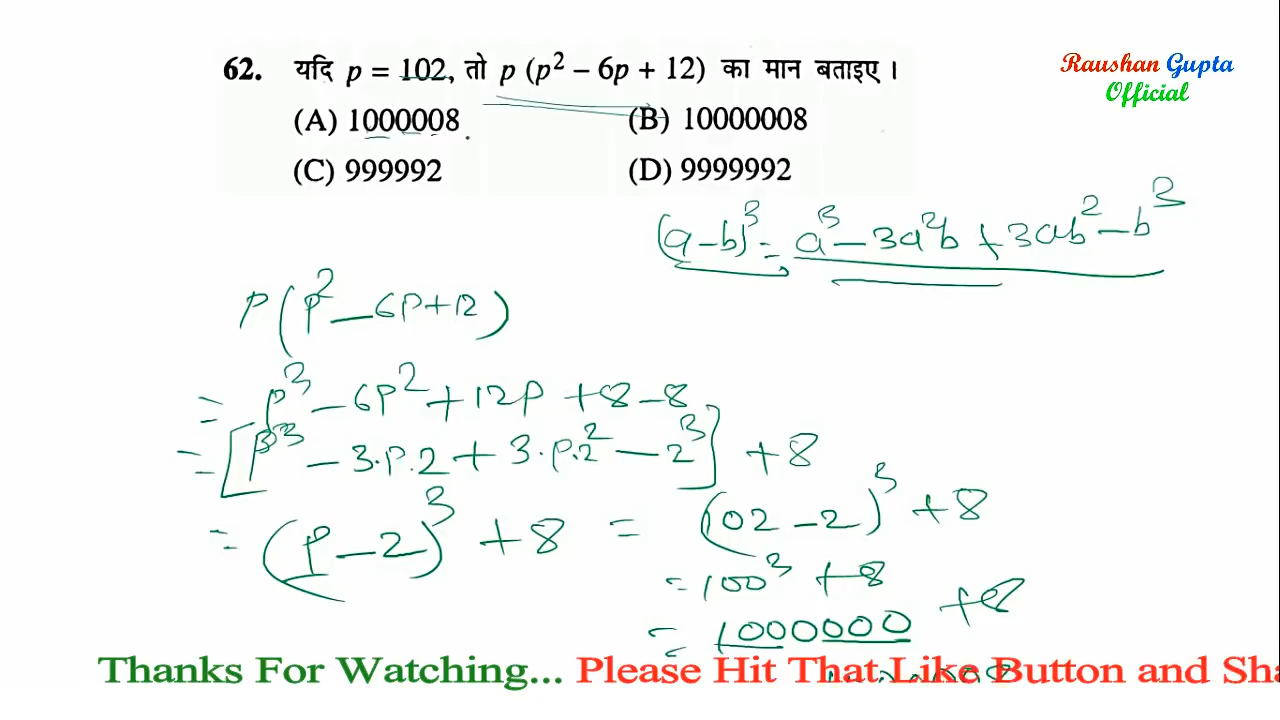 62. यदि p = 102, तो p (p² – 6p + 12) का मान बताइए ।
(A) 1000008 (B) 10000008
(C) 999992 (D) 9999992
Raushan Gupta
Official
(a-b)³ = a³ - 3a²b + 3ab² - b³
P(P² - 6P+12)
= P³ - 6P² + 12P + 8 - 8
= [P³ - 3.P.2 + 3.P.2² - 2³] + 8
= (P-2)³ + 8 = (102 - 2)³ + 8
= 100³ + 8
= 1000000 + 8
Thanks For Watching... Please Hit That Like Button and Sha